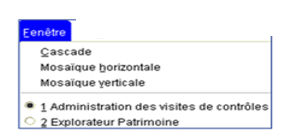 Fenêtre
Cascade
Mosaïque horizontale
Mosaïque verticale
1 Administration des visites de contrôles
2 Explorateur Patrimoine